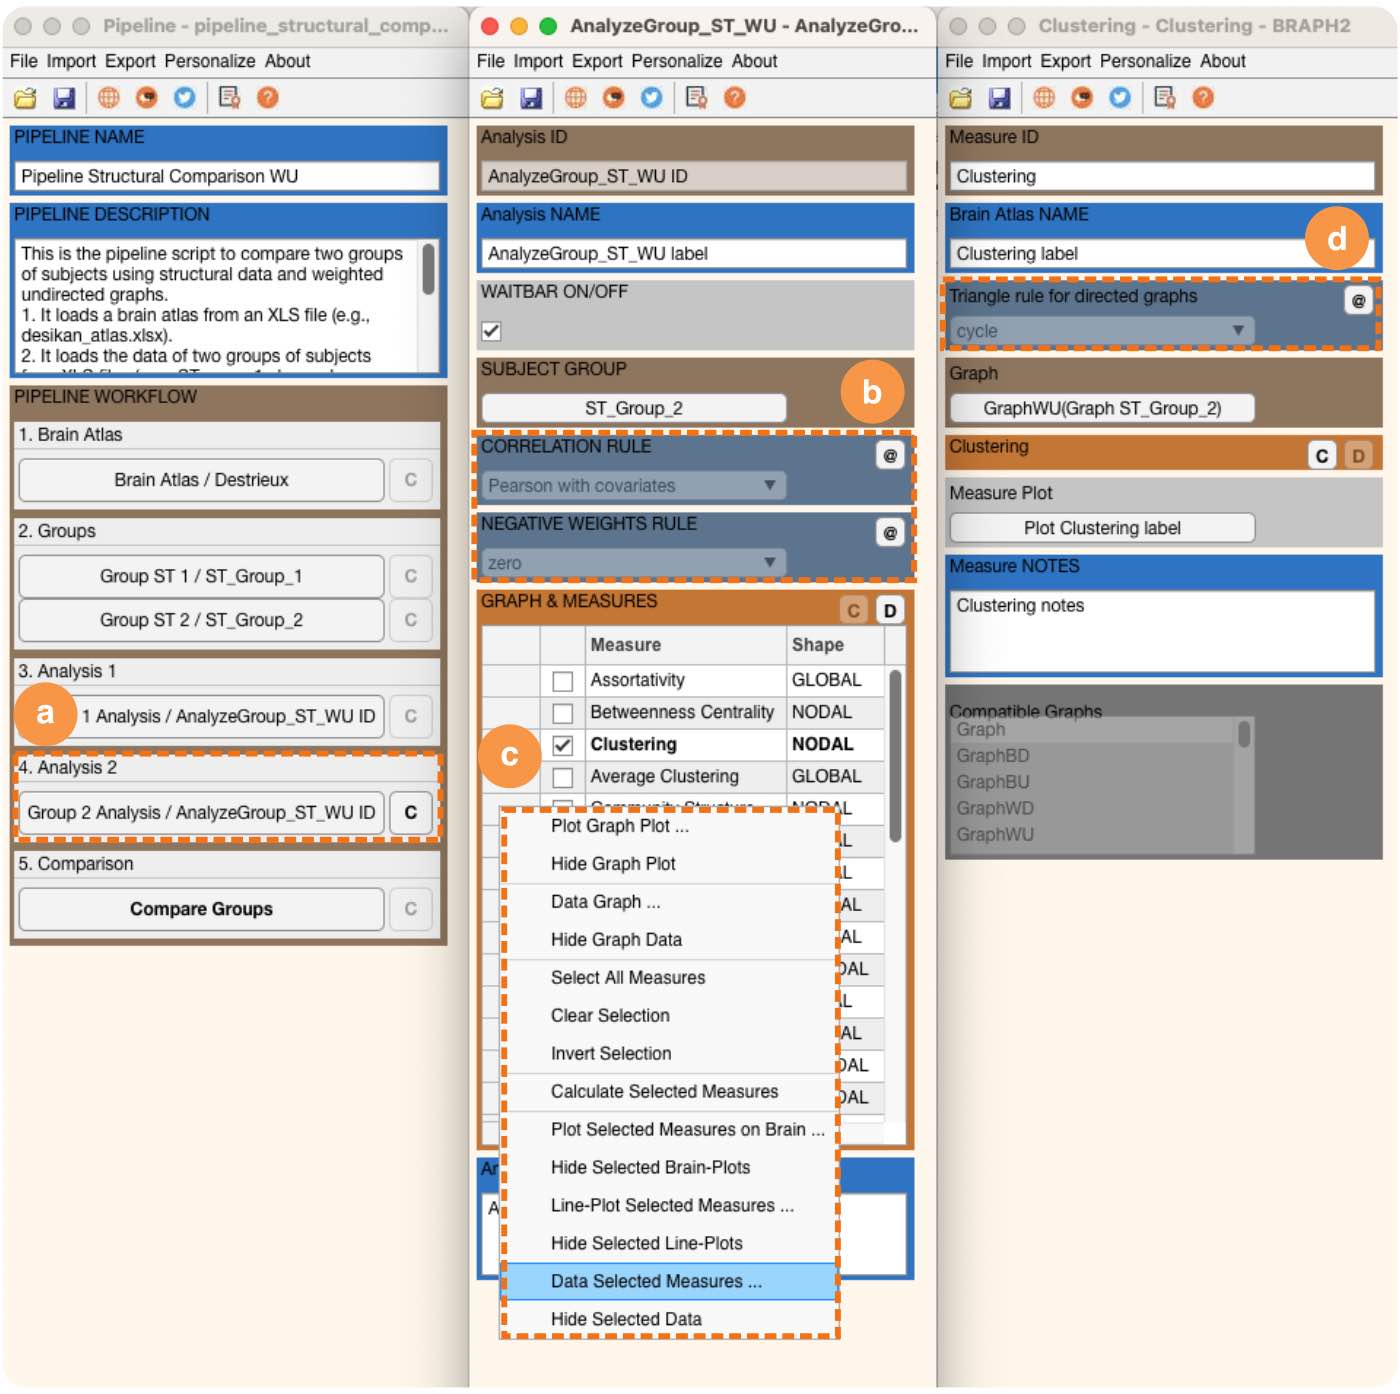 Pipeline - pipeline_structural_comp...
File Import Export Personalize About
PIPELINE NAME
Pipeline Structural Comparison WU
PIPELINE DESCRIPTION
This is the pipeline script to compare two groups
of subjects using structural data and weighted
undirected graphs.
1. It loads a brain atlas from an XLS file (e.g.,
desikan_atlas.xlsx).
2. It loads the data of two groups of subjects
PIPELINE WORKFLOW
1. Brain Atlas
Brain Atlas / Destrieux
C
2. Groups
Group ST 1 / ST_Group_1
C
Group ST 2 / ST_Group_2
C
3. Analysis 1
a
1 Analysis / AnalyzeGroup_ST_WU ID
C
4. Analysis 2
Group 2 Analysis / AnalyzeGroup_ST_WU ID
C
5. Comparison
Compare Groups
C
AnalyzeGroup_ST_WU - AnalyzeGro...
File Import Export Personalize About
Analysis ID
AnalyzeGroup_ST_WU ID
Analysis NAME
AnalyzeGroup_ST_WU label
WAITBAR ON/OFF
SUBJECT GROUP
ST_Group_2
b
CORRELATION RULE
@
Pearson with covariates
NEGATIVE WEIGHTS RULE
@
zero
GRAPH & MEASURES
C D
Measure Shape
Assortativity GLOBAL
Betweenness Centrality NODAL
c
Clustering NODAL
Average Clustering GLOBAL
Community Structure NODAL
Plot Graph Plot ...
Hide Graph Plot
Data Graph ...
Hide Graph Data
Select All Measures
Clear Selection
Invert Selection
Calculate Selected Measures
Plot Selected Measures on Brain ...
Hide Selected Brain-Plots
Line-Plot Selected Measures ...
Hide Selected Line-Plots
Data Selected Measures ...
Hide Selected Data
Clustering - Clustering - BRAPH2
File Import Export Personalize About
Measure ID
Clustering
Brain Atlas NAME
d
Clustering label
Triangle rule for directed graphs
@
cycle
Graph
GraphWU(Graph ST_Group_2)
Clustering
C D
Measure Plot
Plot Clustering label
Measure NOTES
Clustering notes
Compatible Graphs
Graph
GraphBD
GraphBU
GraphWD
GraphWU